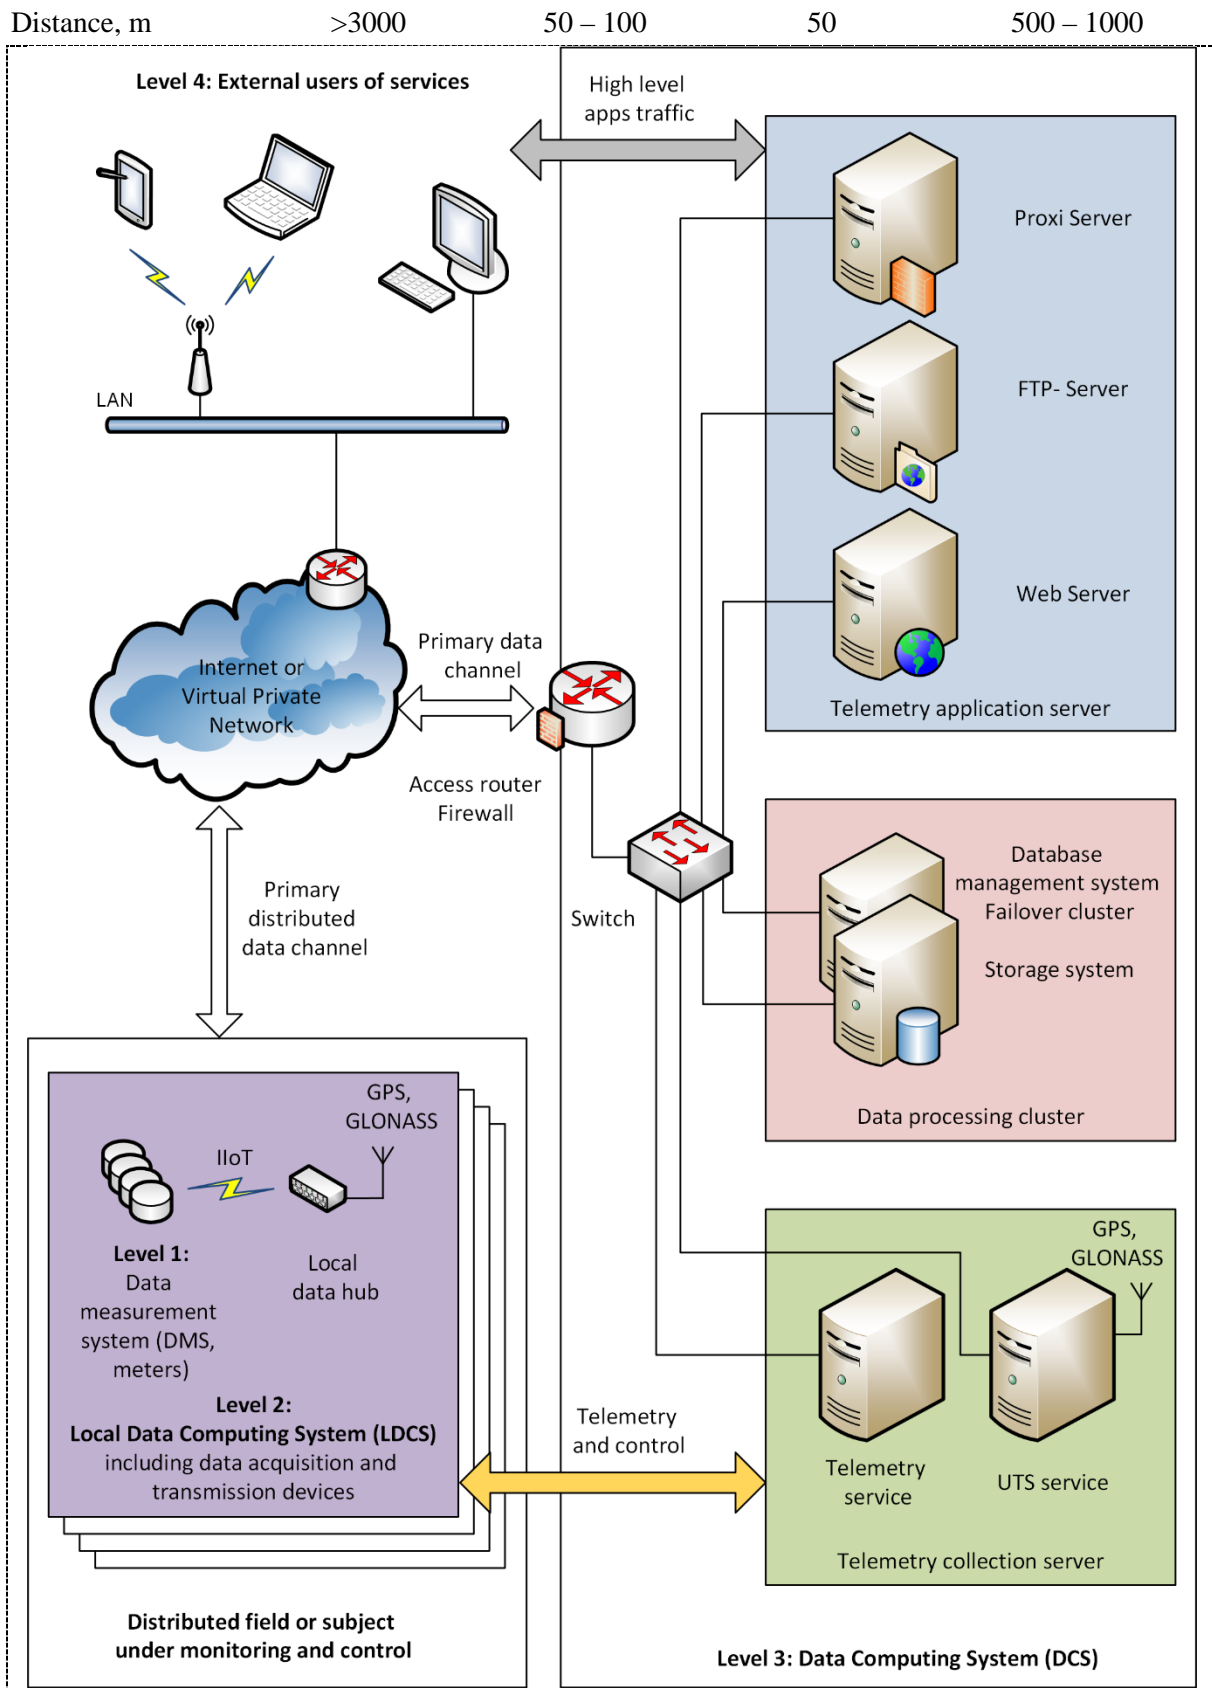 Distance, m >3000 50 – 100 50 500 – 1000
Level 4: External users of services
High level
apps traffic
Proxi Server
FTP- Server
LAN
Web Server
Telemetry application server
Internet or
Virtual Private
Network
Primary data
channel
Access router
Firewall
Switch
Primary
distributed
data channel
Database
management system
Failover cluster
Storage system
Data processing cluster
GPS,
GLONASS
IIoT
Level 1:
Data
measurement
system (DMS,
meters)
Local
data hub
Level 2:
Local Data Computing System (LDCS)
including data acquisition and
transmission devices
Telemetry
and control
GPS,
GLONASS
Telemetry
service
UTS service
Telemetry collection server
Distributed field or subject
under monitoring and control
Level 3: Data Computing System (DCS)